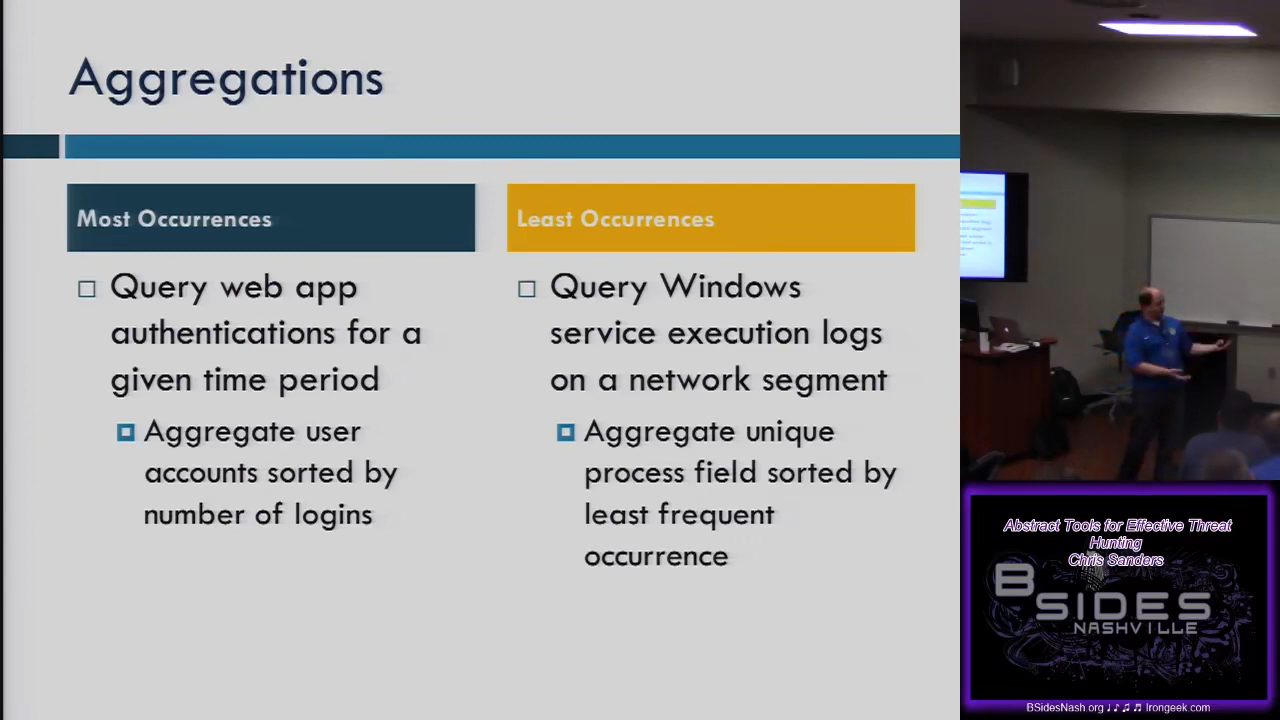 Aggregations
Most Occurrences
Query web app
authentications for a
given time period
Aggregate user
accounts sorted by
number of logins
Least Occurrences
Query Windows
service execution logs
on a network segment
Aggregate unique
process field sorted by
least frequent
occurrence
Abstract Tools for Effective Threat
Hunting
Chris Sanders
BSIDES
NASHVILLE
BSidesNash.org ♩♪♫♬ Irongeek.com